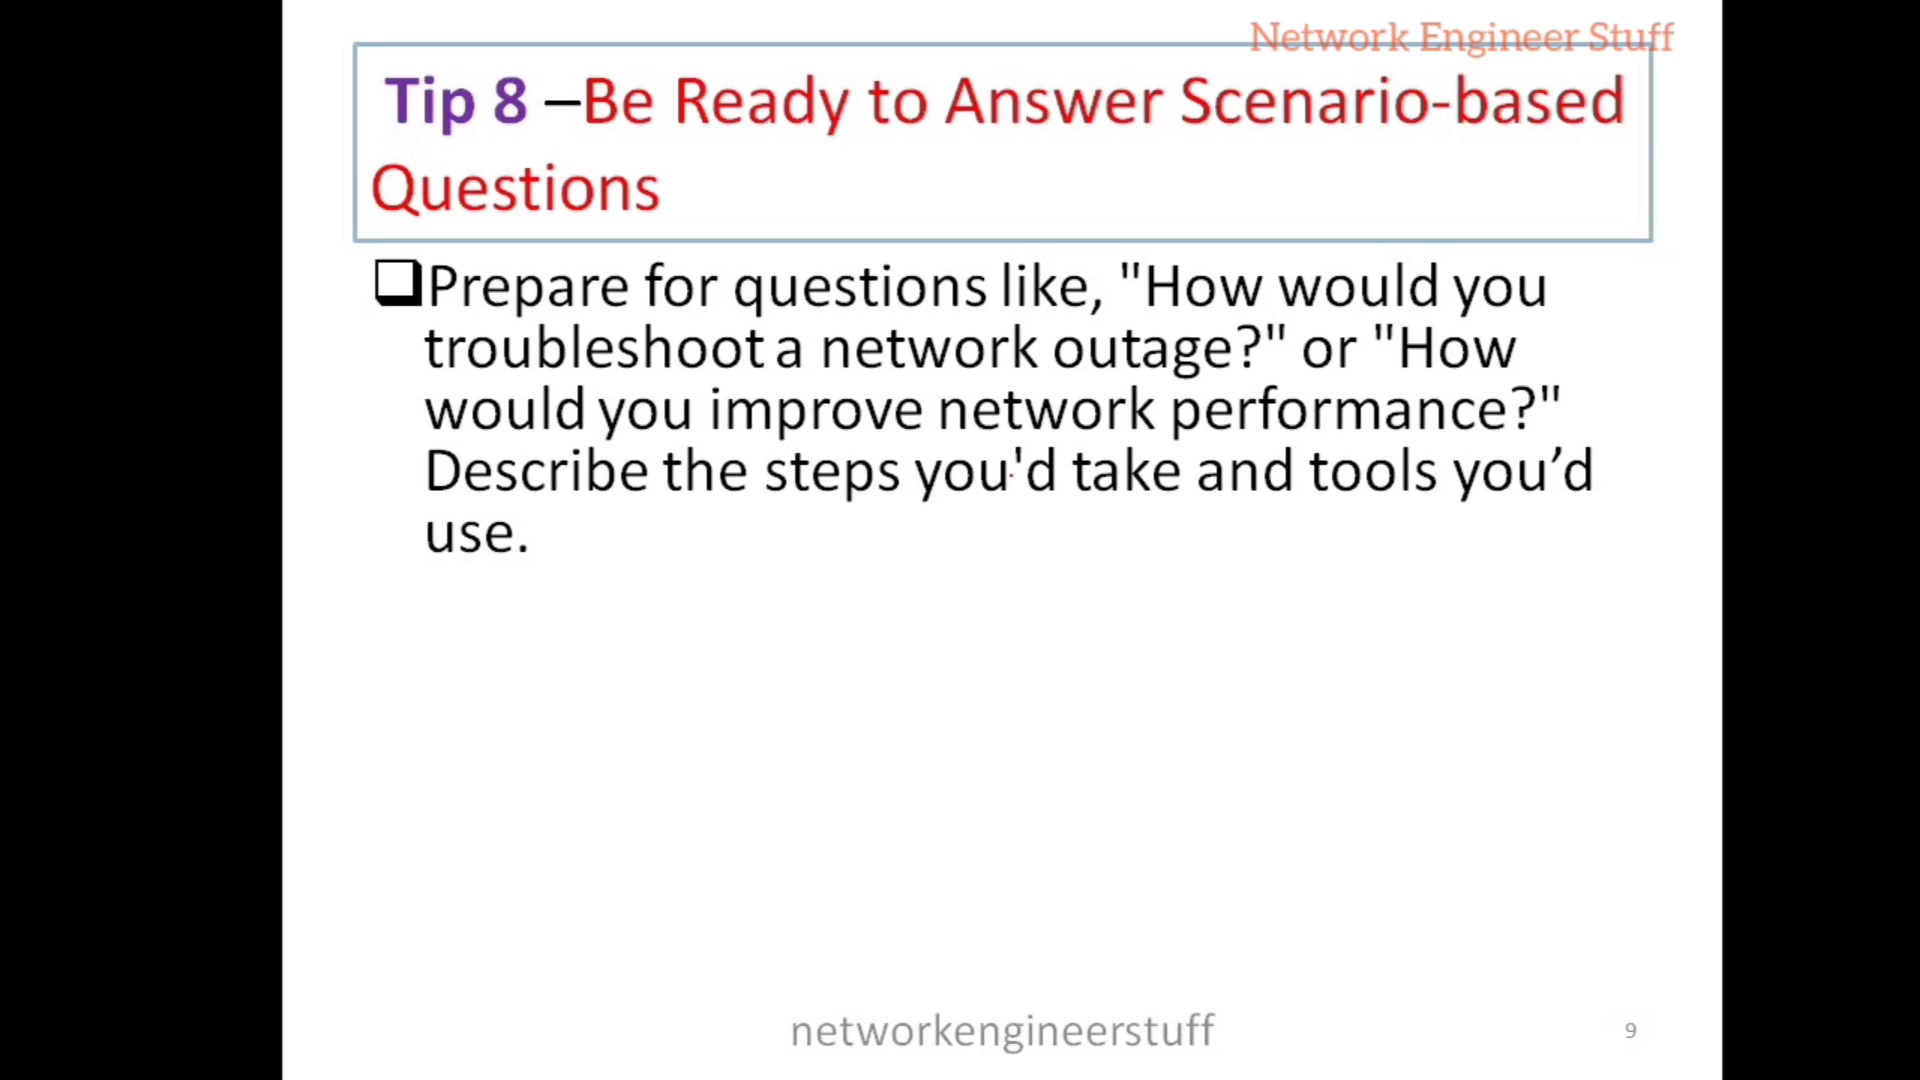 Network Engineer Stuff
Tip 8 –Be Ready to Answer Scenario-based
Questions
Prepare for questions like, "How would you
troubleshoot a network outage?" or "How
would you improve network performance?"
Describe the steps you'd take and tools you’d
use.
networkengineerstuff
9